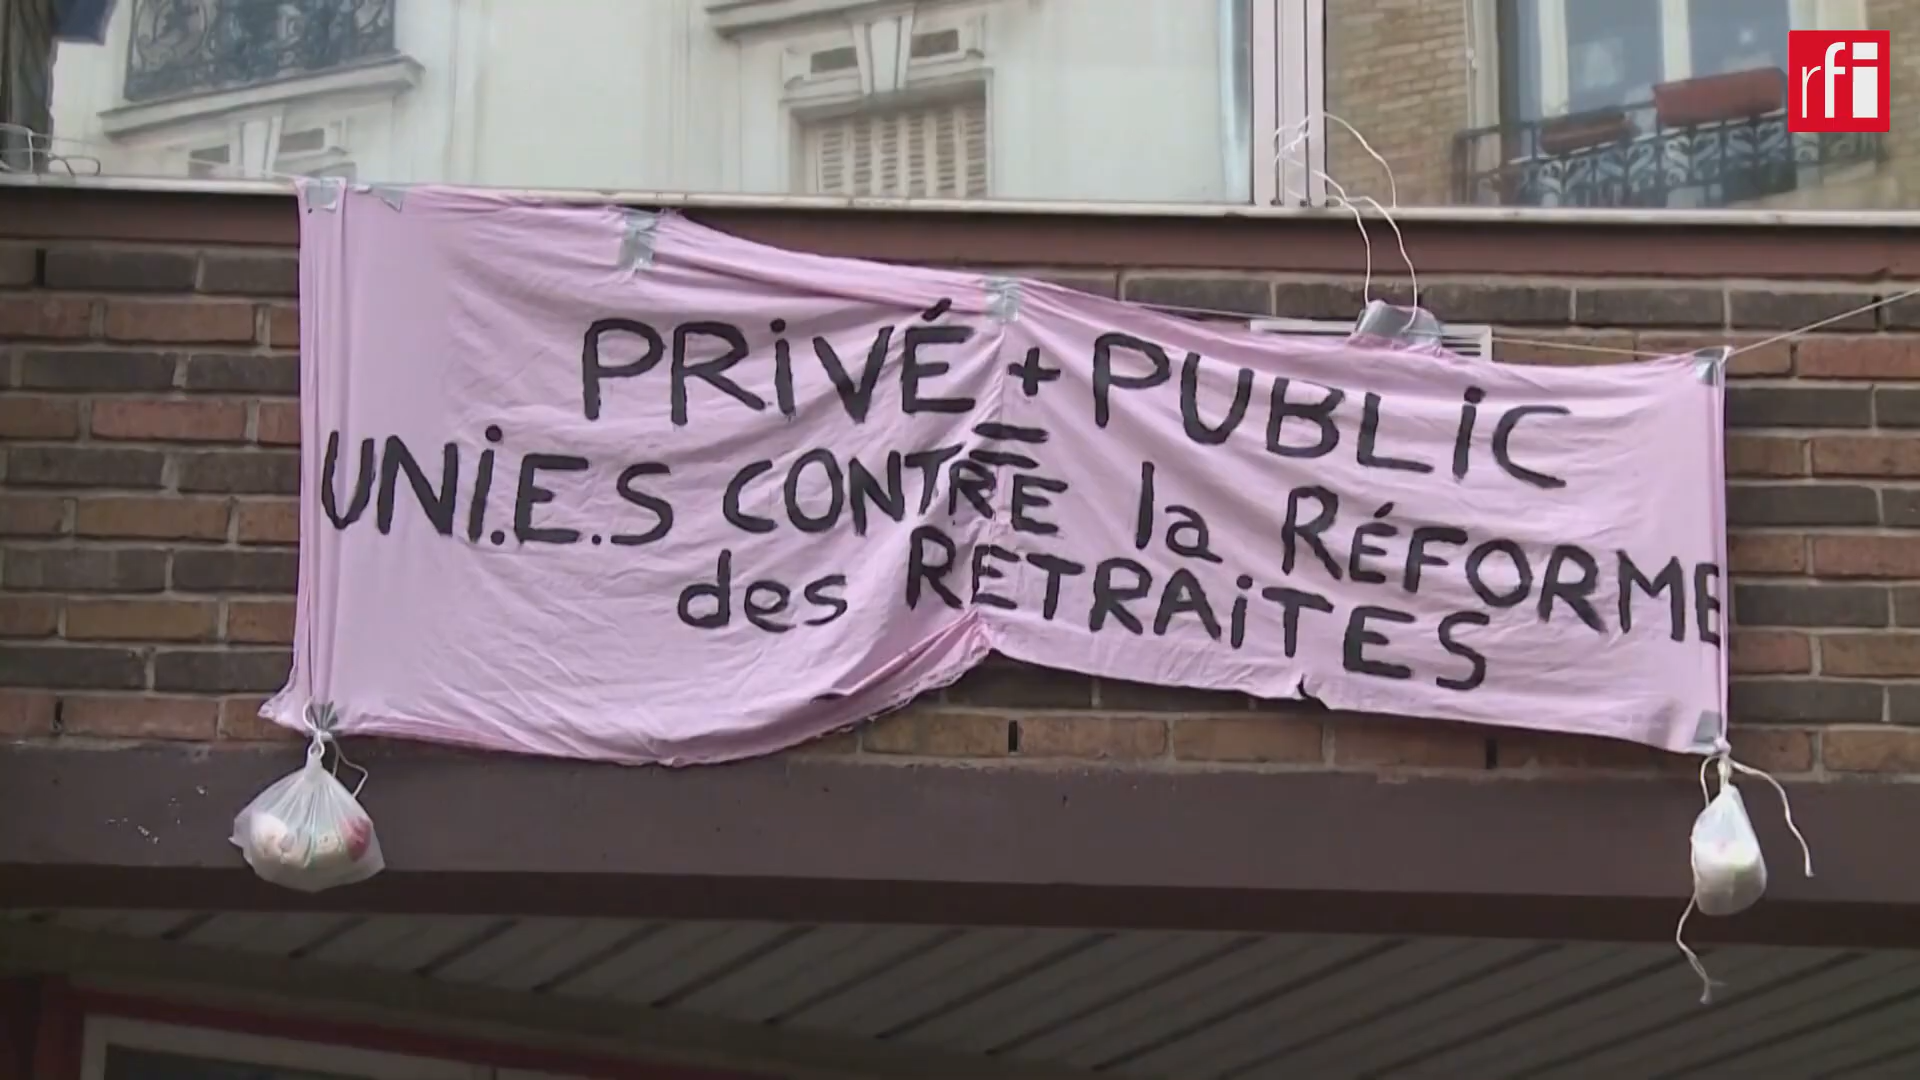 rfi
PRiVÉ + PUBLiC
=
UNi.E.S CONTRE la RÉFORME
des RETRAiTES